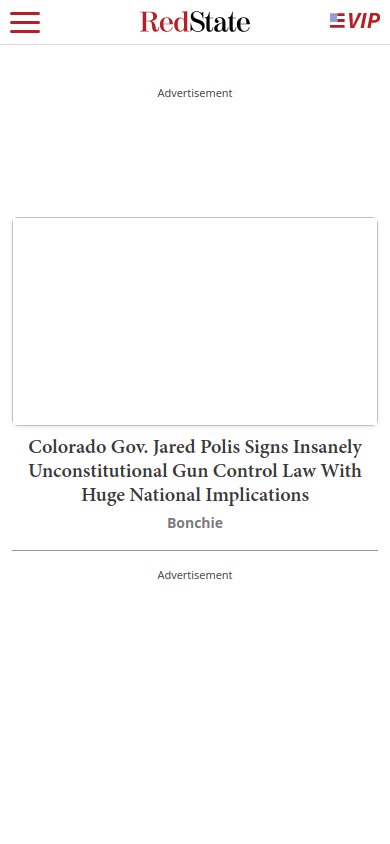 RedState
VIP
Advertisement
Colorado Gov. Jared Polis Signs Insanely
Unconstitutional Gun Control Law With
Huge National Implications
Bonchie
Advertisement